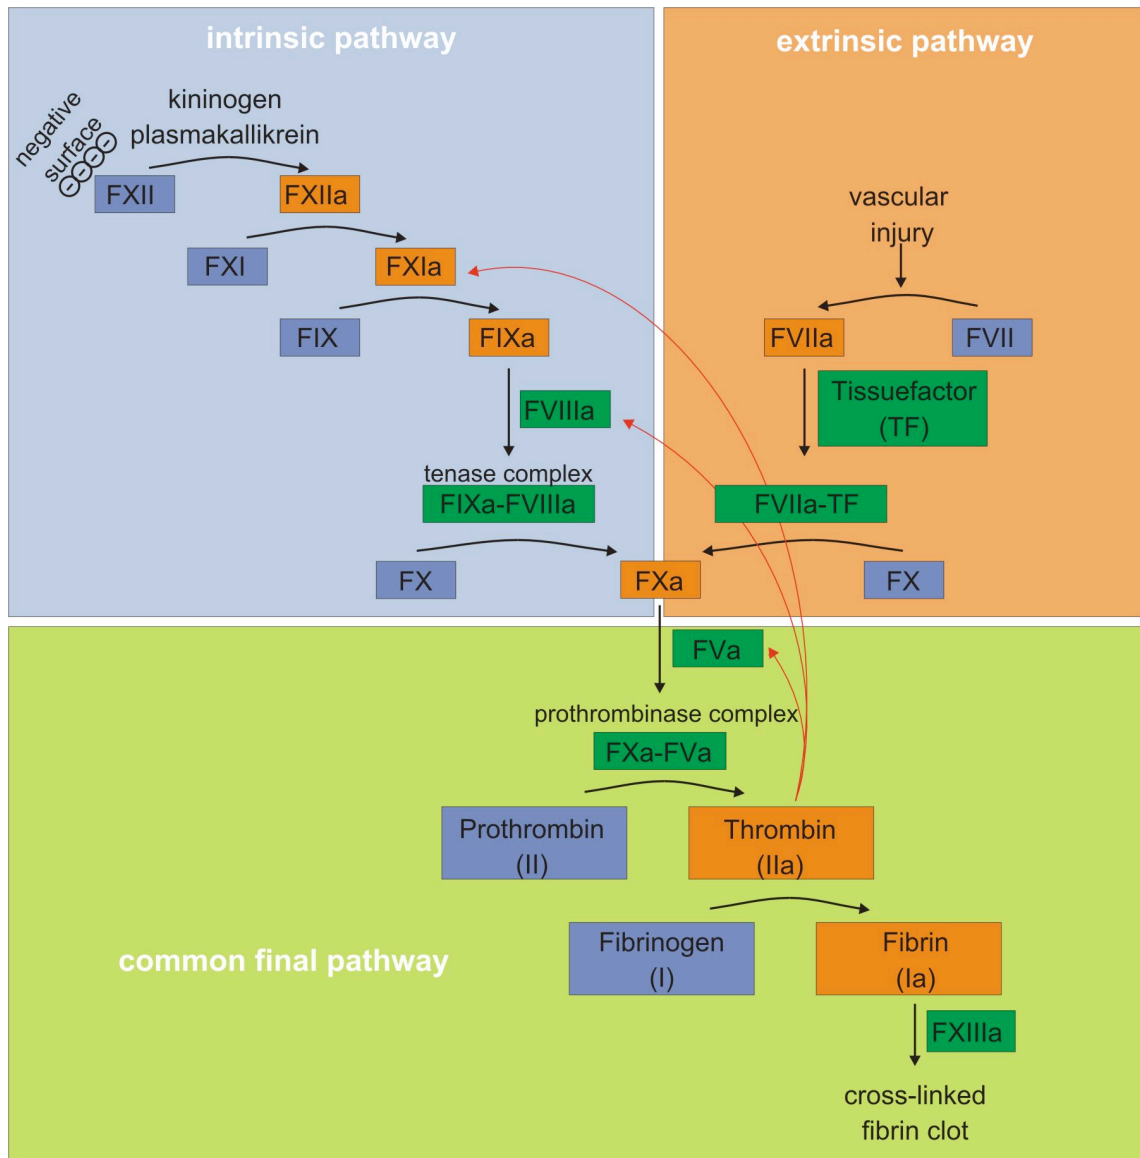 intrinsic pathway
extrinsic pathway
negative
surface
kininogen
plasmakallikrein
FXII
FXIIa
FXI
FXIa
FIX
FIXa
FVIIIa
tenase complex
FIXa-FVIIIa
FX
FXa
vascular
injury
FVIIa
FVII
Tissuefactor
(TF)
FVIIa-TF
FX
FVa
prothrombinase complex
FXa-FVa
Prothrombin
(II)
Thrombin
(IIa)
Fibrinogen
(I)
Fibrin
(Ia)
common final pathway
FXIIIa
cross-linked
fibrin clot